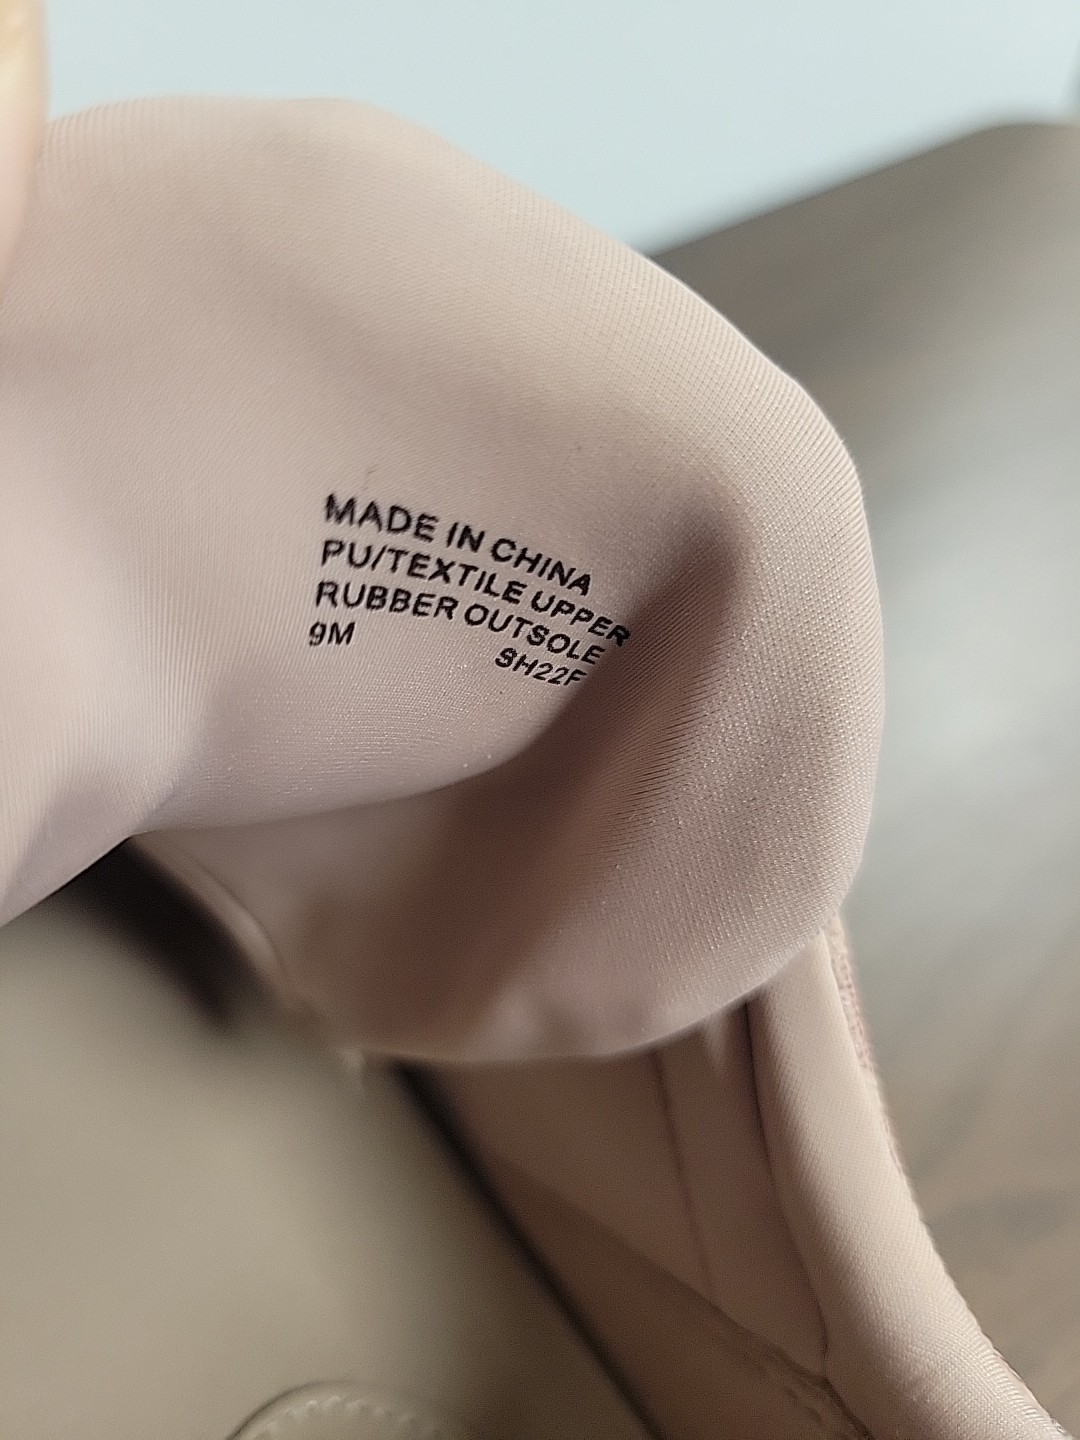 MADE IN CHINA
PU/TEXTILE UPPER
RUBBER OUTSOLE
9M SH22F